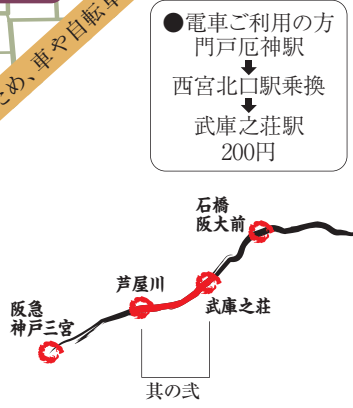 ため、車や自転車
●電車ご利用の方
門戸厄神駅
西宮北口駅乗換
武庫之荘駅
200円
石橋
阪大前
芦屋川
武庫之荘
阪急
神戸三宮
其の弐